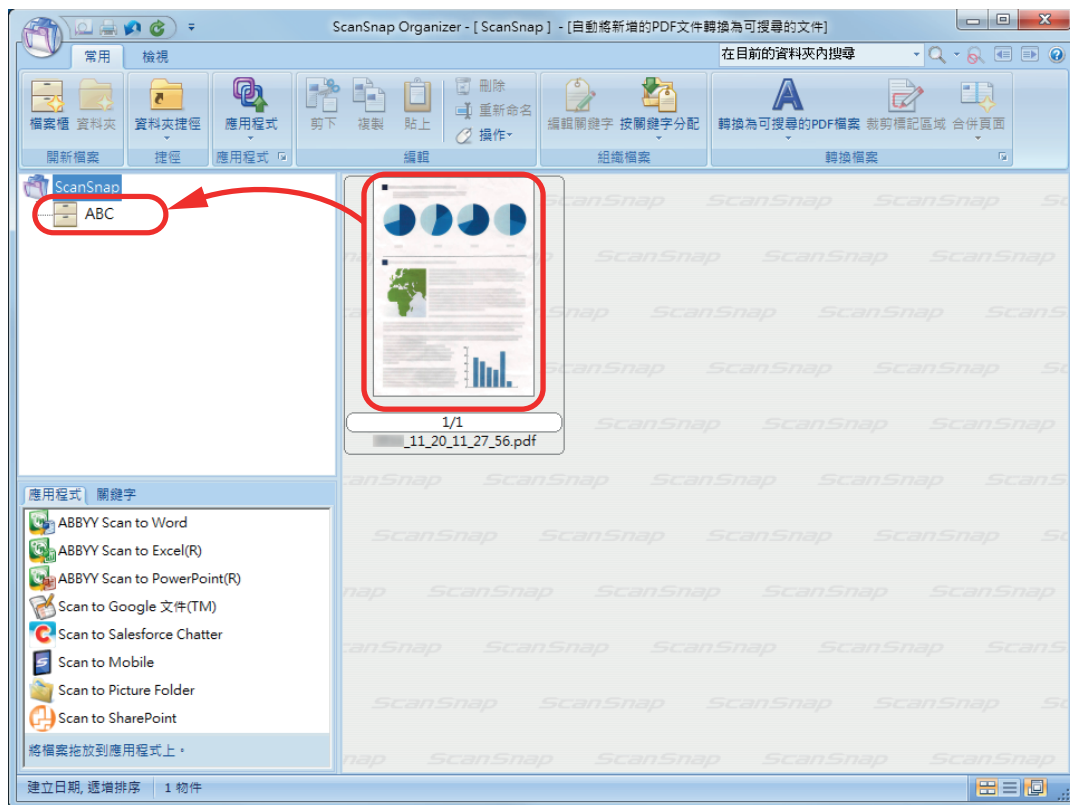 ScanSnap Organizer - [ ScanSnap ] - [自動將新增的PDF文件轉換為可搜尋的文件]
常用 檢視 在目前的資料夾內搜尋
檔案櫃 資料夾 資料夾捷徑 應用程式 剪下 複製 貼上 刪除 重新命名 操作 編輯關鍵字 按關鍵字分配 轉換為可搜尋的PDF檔案 裁剪標記區域 合併頁面
開新檔案 捷徑 應用程式 編輯 組織檔案 轉換檔案
ScanSnap
ABC
1/1
_11_20_11_27_56.pdf
應用程式 關鍵字
ABBYY Scan to Word
ABBYY Scan to Excel(R)
ABBYY Scan to PowerPoint(R)
Scan to Google 文件(TM)
Scan to Salesforce Chatter
Scan to Mobile
Scan to Picture Folder
Scan to SharePoint
將檔案拖放到應用程式上。
建立日期, 遞增排序 1 物件